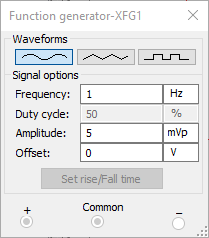 Function generator-XFG1
Waveforms
Signal options
Frequency: 1 Hz
Duty cycle: 50 %
Amplitude: 5 mVp
Offset: 0 V
Set rise/Fall time
+ Common −